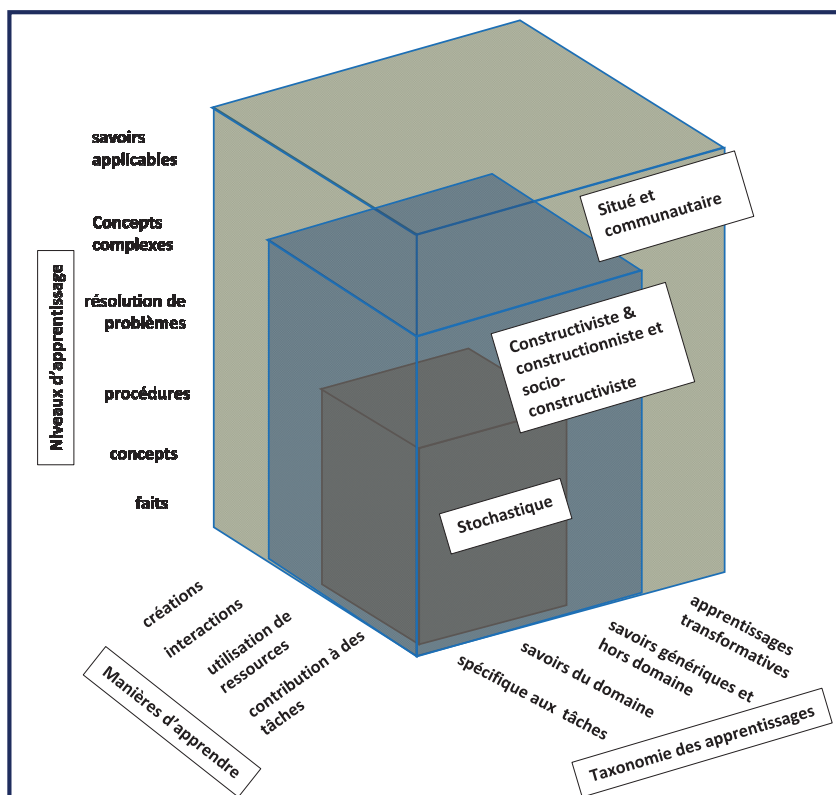 savoirs
applicables
Concepts
complexes
résolution de
problèmes
procédures
concepts
faits
Niveaux d'apprentissage
Situé et
communautaire
Constructiviste &
constructionniste et
socio-
constructiviste
Stochastique
créations
interactions
utilisation de
ressources
contribution à des
tâches
Manières d'apprendre
spécifique aux tâches
savoirs du domaine
savoirs génériques et
hors domaine
apprentissages
transformatives
Taxonomie des apprentissages